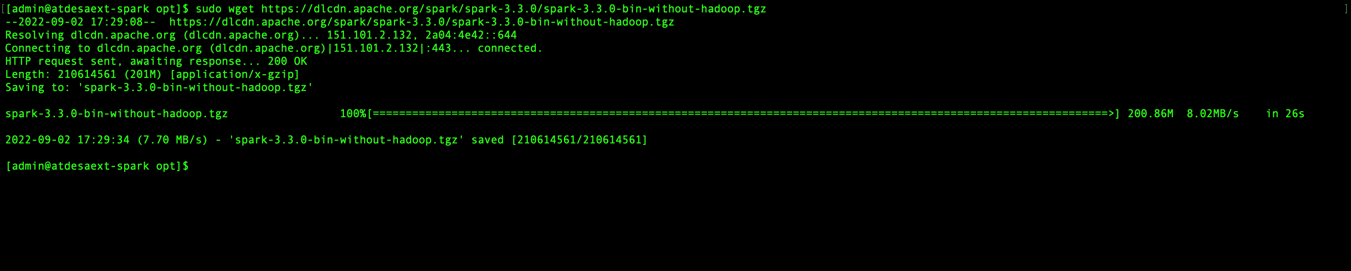 [[admin@atdesaext-spark opt]$ sudo wget https://dlcdn.apache.org/spark/spark-3.3.0/spark-3.3.0-bin-without-hadoop.tgz ]
--2022-09-02 17:29:08--  https://dlcdn.apache.org/spark/spark-3.3.0/spark-3.3.0-bin-without-hadoop.tgz
Resolving dlcdn.apache.org (dlcdn.apache.org)... 151.101.2.132, 2a04:4e42::644
Connecting to dlcdn.apache.org (dlcdn.apache.org)|151.101.2.132|:443... connected.
HTTP request sent, awaiting response... 200 OK
Length: 210614561 (201M) [application/x-gzip]
Saving to: 'spark-3.3.0-bin-without-hadoop.tgz'
spark-3.3.0-bin-without-hadoop.tgz 100%[==================================================================================================================>] 200.86M  8.02MB/s    in 26s
2022-09-02 17:29:34 (7.70 MB/s) - 'spark-3.3.0-bin-without-hadoop.tgz' saved [210614561/210614561]
[admin@atdesaext-spark opt]$